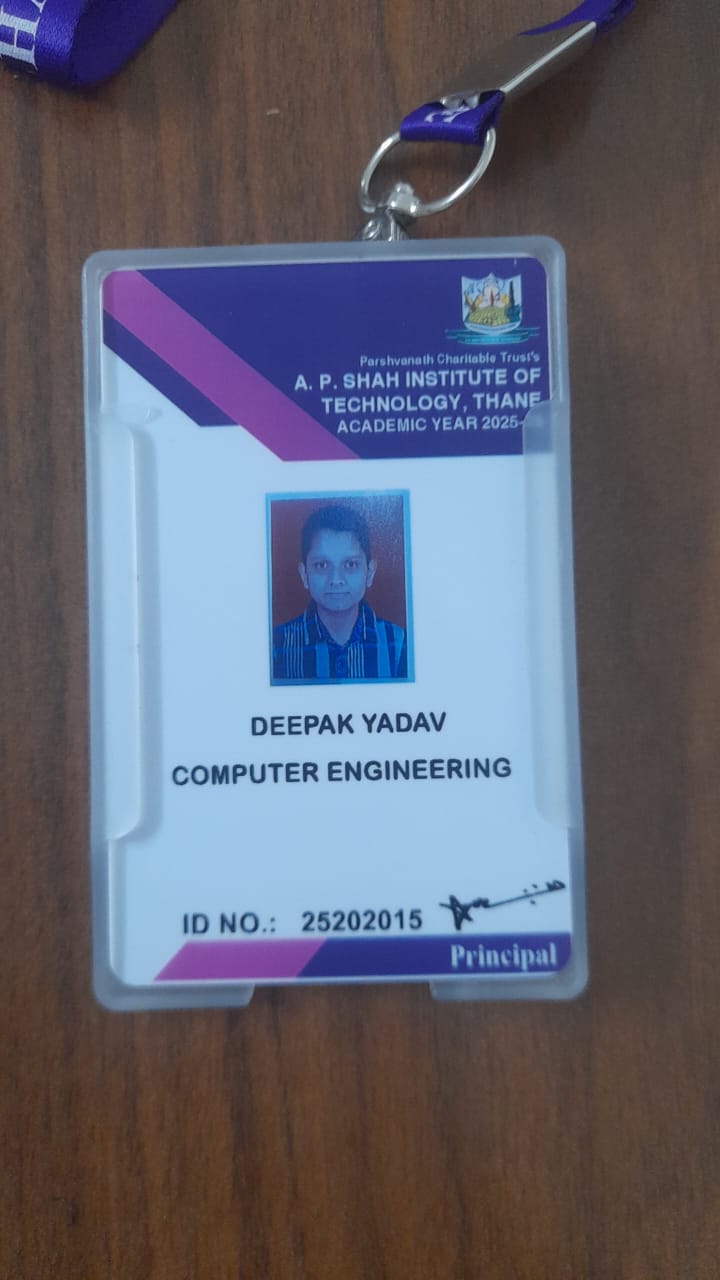 Parshvanath Charitable Trust's
A. P. SHAH INSTITUTE OF
TECHNOLOGY, THANE
ACADEMIC YEAR 2025-
DEEPAK YADAV
COMPUTER ENGINEERING
ID NO.: 25202015
Principal